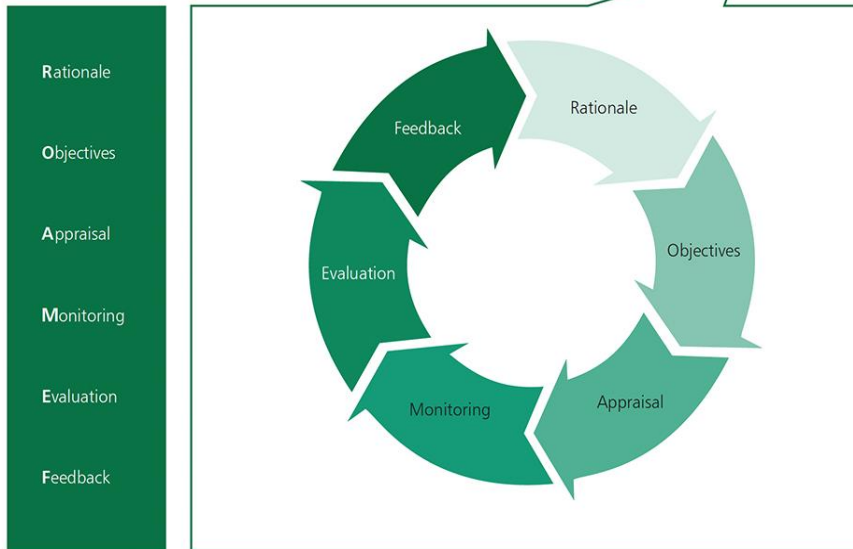 Rationale
Objectives
Appraisal
Monitoring
Evaluation
Feedback
Feedback
Rationale
Objectives
Evaluation
Appraisal
Monitoring